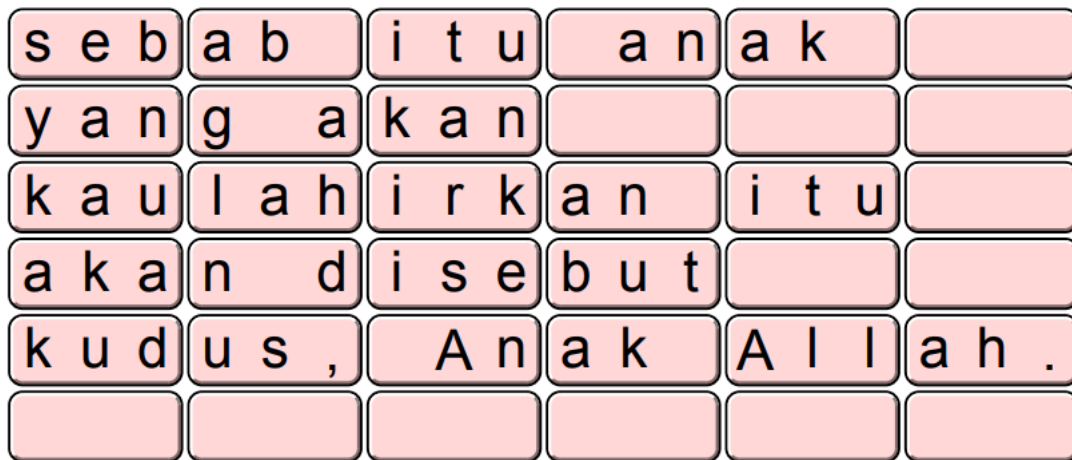 sebab itu anak
yang akan
kaulahirkan itu
akan disebut
kudus, Anak Allah.